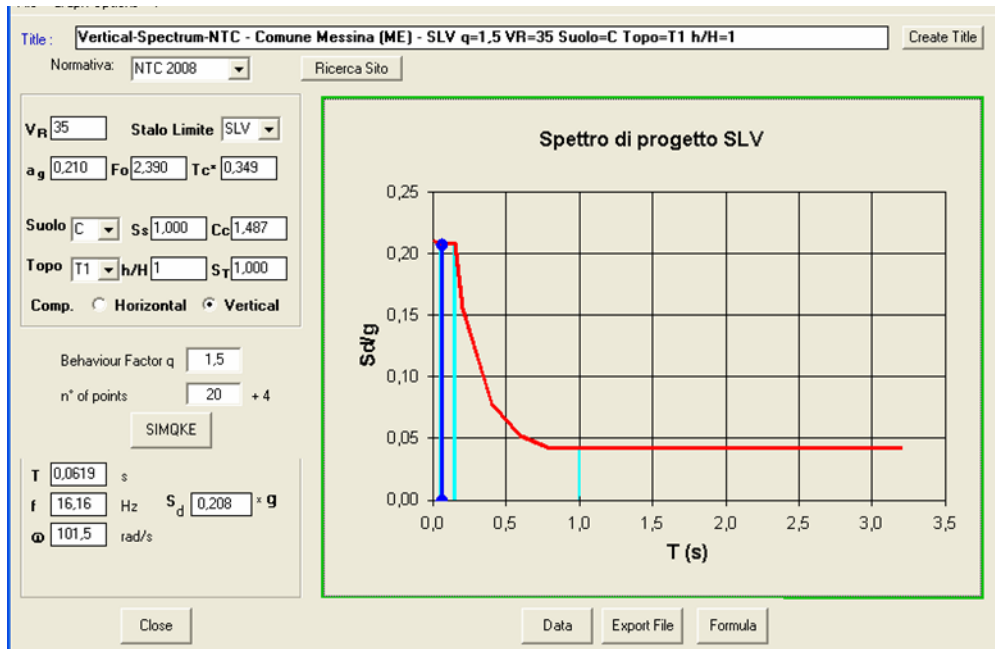 Title :
Vertical-Spectrum-NTC - Comune Messina (ME) - SLV q=1,5 VR=35 Suolo=C Topo=T1 h/H=1
Create Title
Normativa: NTC 2008
Ricerca Sito
VR 35 Stalo Limite SLV
ag 0,210 Fo 2,390 Tc* 0,349
Suolo C Ss 1,000 Cc 1,487
Topo T1 h/H 1 ST 1,000
Comp. Horizontal Vertical
Behaviour Factor q 1,5
n° of points 20 + 4
SIMQKE
T 0,0619 s
f 16,16 Hz Sd 0,208 * g
ω 101,5 rad/s
Close
Spettro di progetto SLV
Sd/g
0,25
0,20
0,15
0,10
0,05
0,00
0,0 0,5 1,0 1,5 2,0 2,5 3,0 3,5
T (s)
Data
Export File
Formula